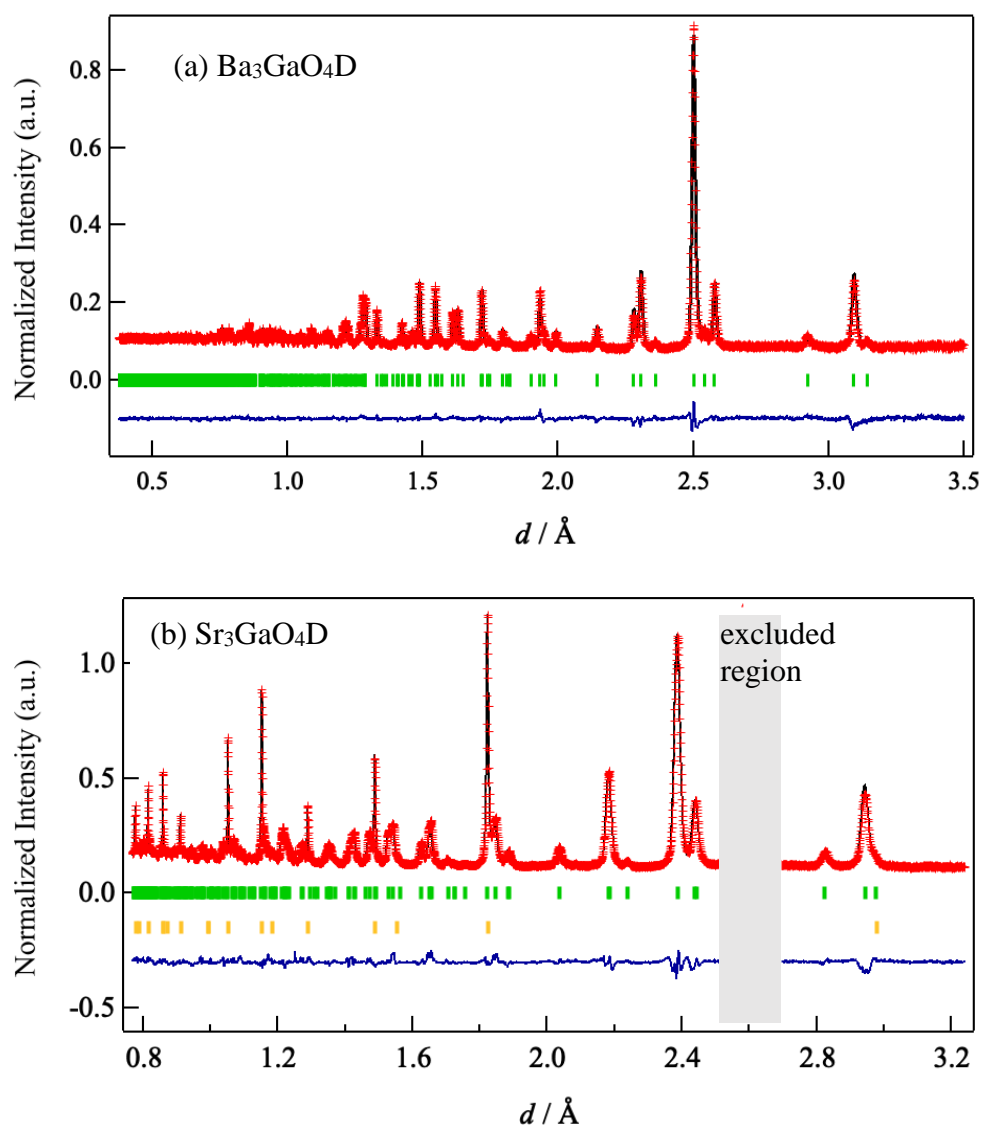 (a) Ba₃GaO₄D
Normalized Intensity (a.u.)
0.8
0.6
0.4
0.2
0.0
0.5 1.0 1.5 2.0 2.5 3.0 3.5
d / Å
(b) Sr₃GaO₄D
excluded
region
Normalized Intensity (a.u.)
1.0
0.5
0.0
-0.5
0.8 1.2 1.6 2.0 2.4 2.8 3.2
d / Å